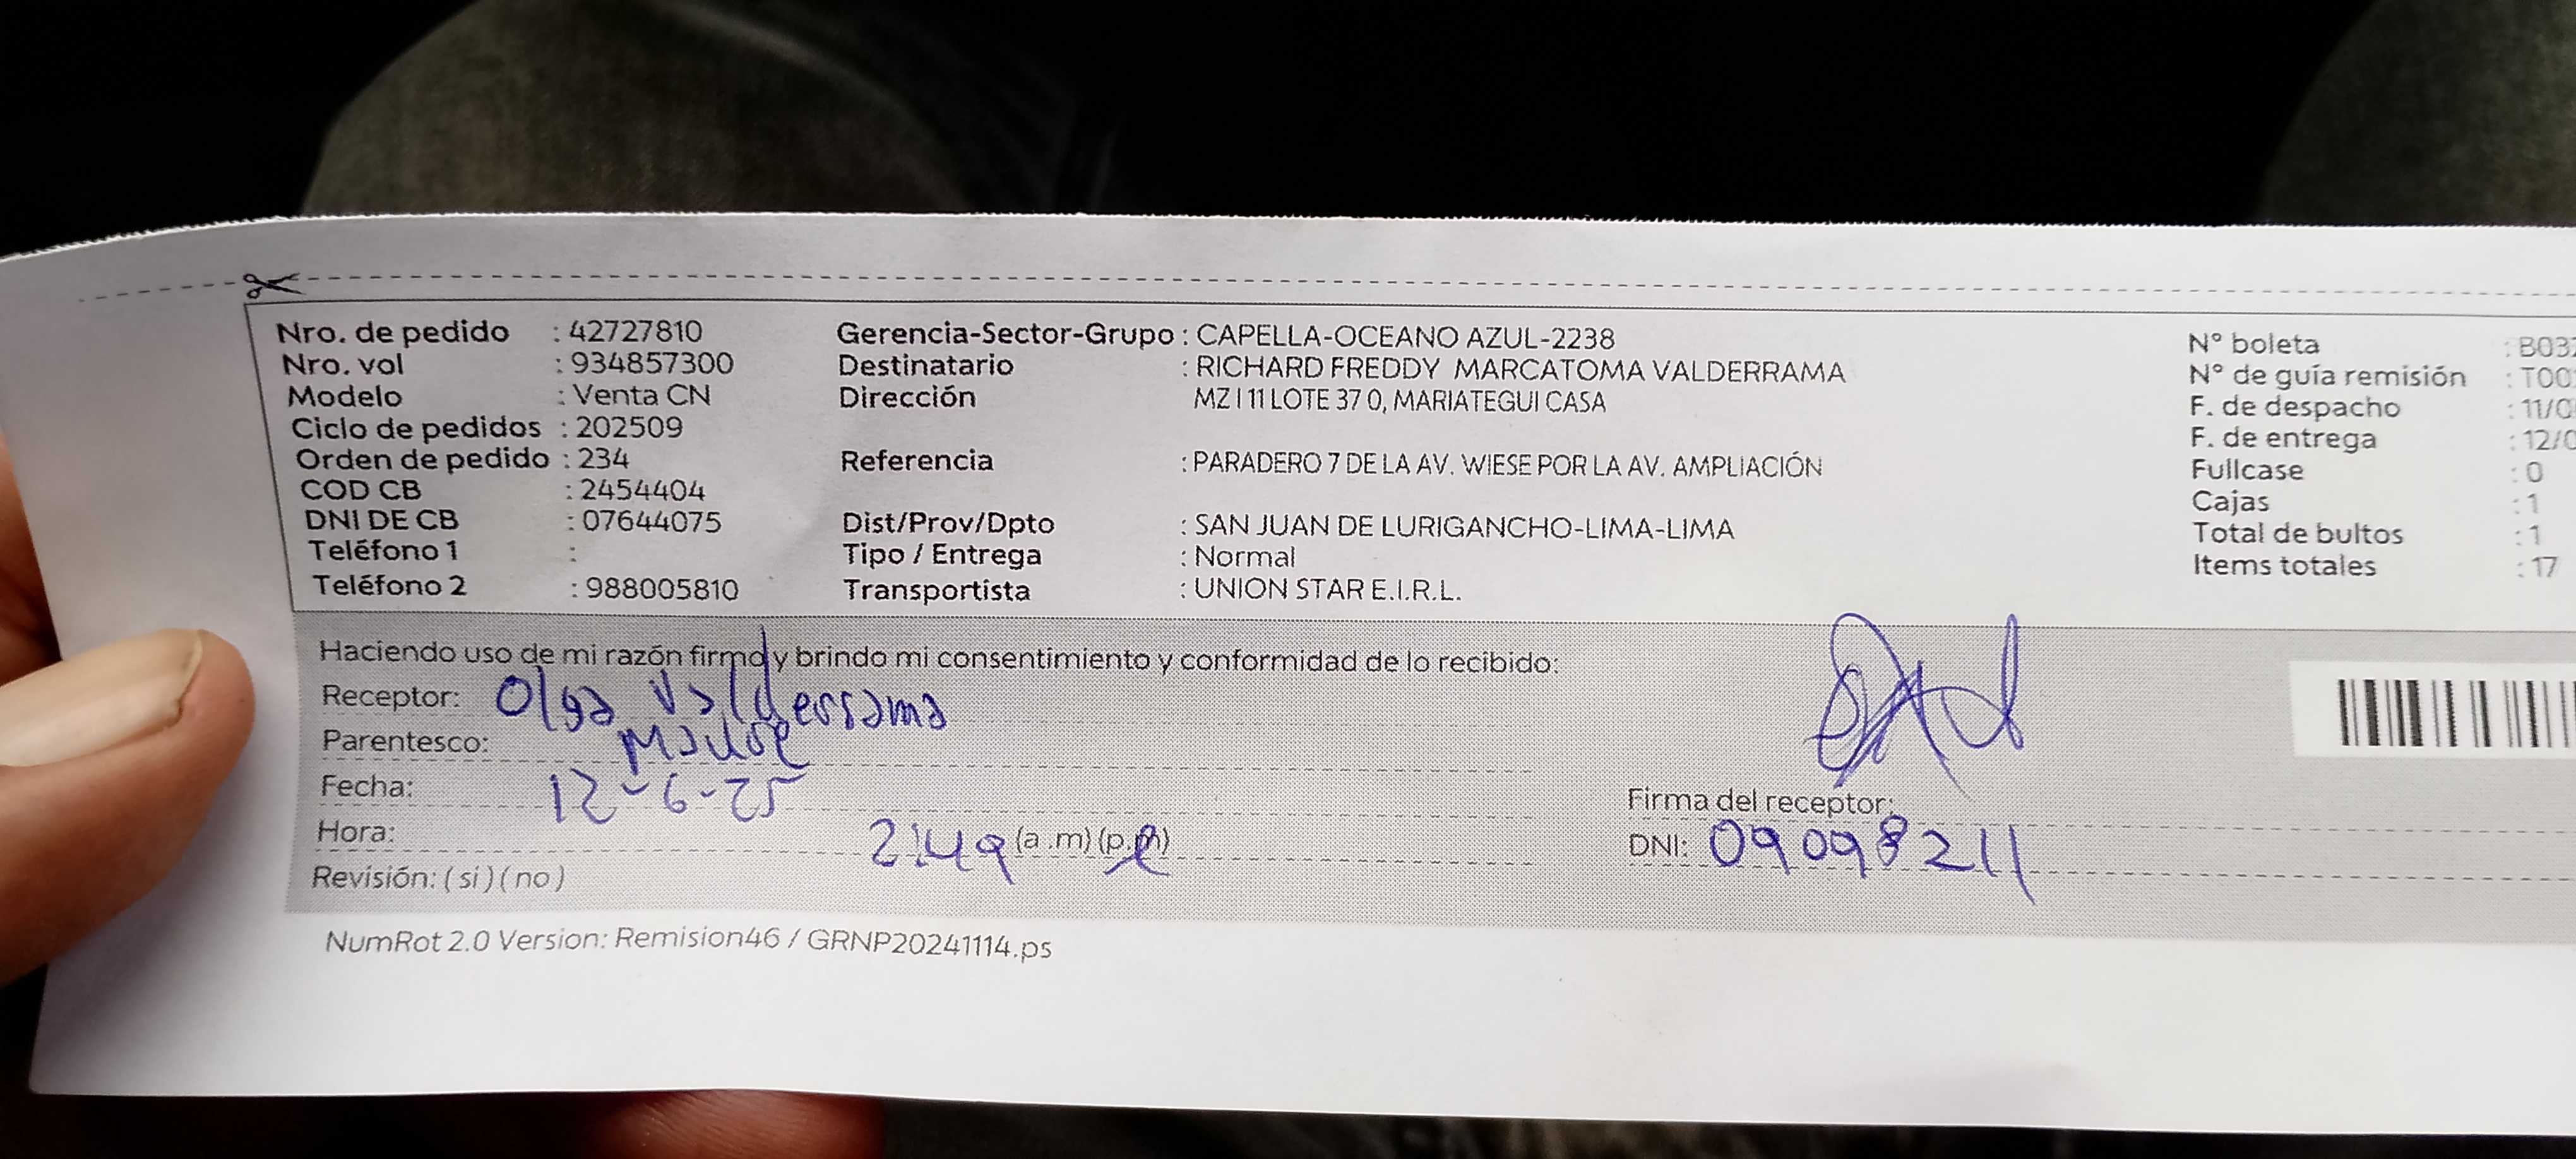 Nro. de pedido : 42727810
Nro. vol : 934857300
Modelo : Venta CN
Ciclo de pedidos : 202509
Orden de pedido : 234
COD CB : 2454404
DNI DE CB : 07644075
Teléfono 1 :
Teléfono 2 : 988005810
Gerencia-Sector-Grupo : CAPELLA-OCEANO AZUL-2238
Destinatario : RICHARD FREDDY MARCATOMA VALDERRAMA
Dirección MZ I 11 LOTE 37 0, MARIATEGUI CASA
Referencia : PARADERO 7 DE LA AV. WIESE POR LA AV. AMPLIACIÓN
Dist/Prov/Dpto : SAN JUAN DE LURIGANCHO-LIMA-LIMA
Tipo / Entrega : Normal
Transportista : UNION STAR E.I.R.L.
N° boleta : B03
N° de guía remisión : T00
F. de despacho : 11/0
F. de entrega : 12/0
Fullcase : 0
Cajas : 1
Total de bultos : 1
Items totales : 17
Haciendo uso de mi razón firmo y brindo mi consentimiento y conformidad de lo recibido:
Receptor: Olga Valderrama
Parentesco: Madre
Fecha: 12-6-25
Hora: 2:49 (a.m) (p.m)
Revisión: ( si ) ( no )
Firma del receptor:
DNI: 09098211
NumRot 2.0 Version: Remision46 / GRNP20241114.ps